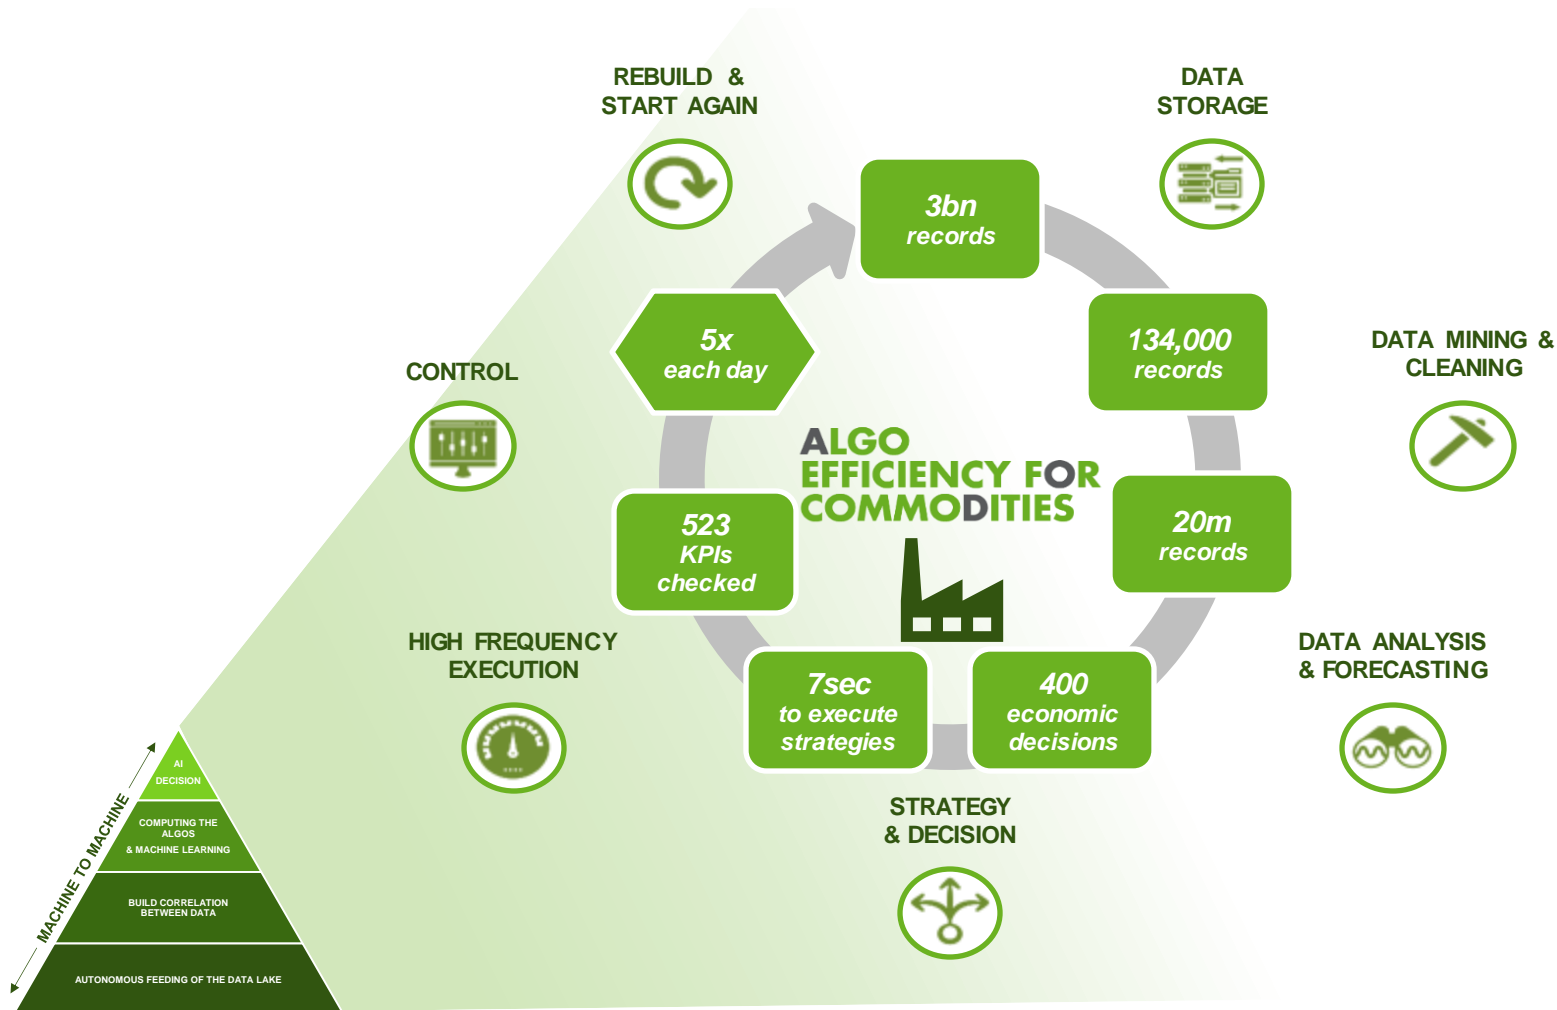 REBUILD &
START AGAIN
DATA
STORAGE
3bn
records
5x
each day
134,000
records
DATA MINING &
CLEANING
CONTROL
ALGO
EFFICIENCY FOR
COMMODITIES
523
KPIs
checked
20m
records
HIGH FREQUENCY
EXECUTION
DATA ANALYSIS
& FORECASTING
7sec
to execute
strategies
400
economic
decisions
STRATEGY
& DECISION
MACHINE TO MACHINE
AI
DECISION
COMPUTING THE
ALGOS
& MACHINE LEARNING
BUILD CORRELATION
BETWEEN DATA
AUTONOMOUS FEEDING OF THE DATA LAKE